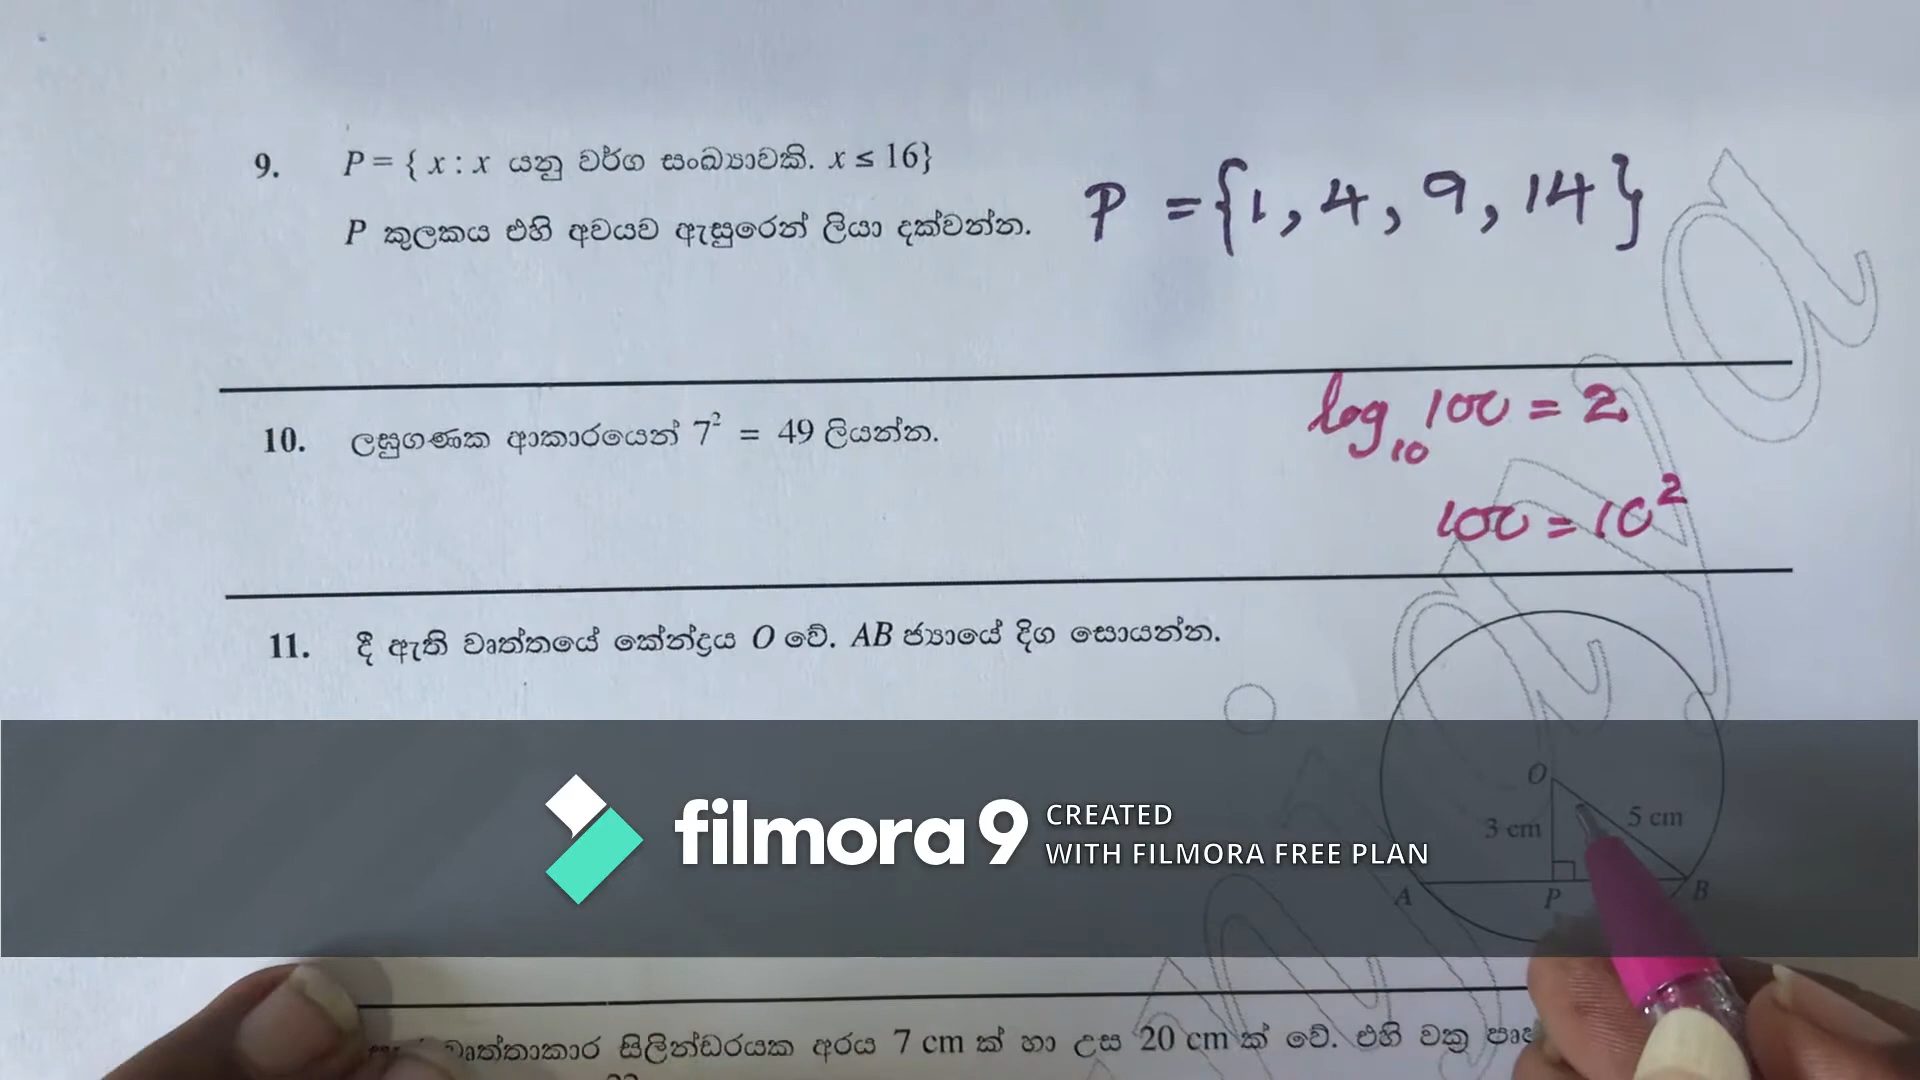 9. P = { x : x යනු වර්ග සංඛ්‍යාවකි. x ≤ 16}
P = {1, 4, 9, 14}
P කුලකය එහි අවයව ඇසුරෙන් ලියා දක්වන්න.
10. ලඝුගණක ආකාරයෙන් 7² = 49 ලියන්න.
log₁₀ 100 = 2
100 = 10²
11. දී ඇති වෘත්තයේ කේන්ද්‍රය O වේ. AB ජ්‍යායේ දිග සොයන්න.
O
3 cm
5 cm
A
P
B
filmora 9
CREATED
WITH FILMORA FREE PLAN
වෘත්තාකාර සිලින්ඩරයක අරය 7 cm ක් හා උස 20 cm ක් වේ. එහි වක්‍ර